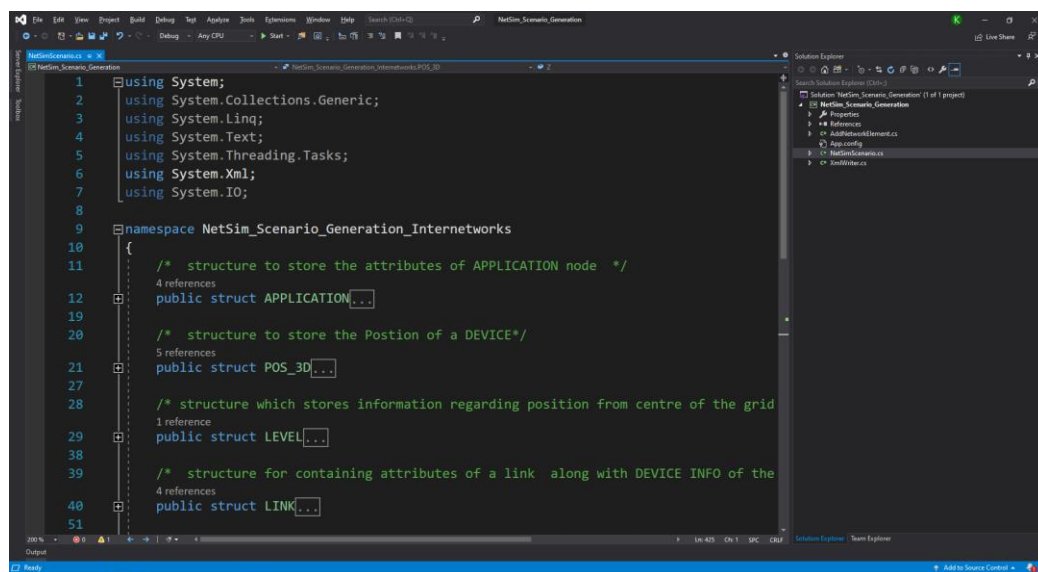 File Edit View Project Build Debug Test Analyze Tools Extensions Window Help Search (Ctrl+Q) NetSim_Scenario_Generation K
Debug Any CPU Start Live Share
NetSimScenario.cs
NetSim_Scenario_Generation NetSim_Scenario_Generation_Internetworks.POS_3D Z
Server Explorer
Toolbox
1 using System;
2 using System.Collections.Generic;
3 using System.Linq;
4 using System.Text;
5 using System.Threading.Tasks;
6 using System.Xml;
7 using System.IO;
8
9 namespace NetSim_Scenario_Generation_Internetworks
10 {
11 /* structure to store the attributes of APPLICATION node */
4 references
12 public struct APPLICATION...
19
20 /* structure to store the Postion of a DEVICE*/
5 references
21 public struct POS_3D...
27
28 /* structure which stores information regarding position from centre of the grid
1 reference
29 public struct LEVEL...
38
39 /* structure for containing attributes of a link along with DEVICE INFO of the
4 references
40 public struct LINK...
51
200 % 0 1 Ln: 425 Ch: 1 SPC CRLF
Output
Ready
Solution Explorer
Search Solution Explorer (Ctrl+;)
Solution 'NetSim_Scenario_Generation' (1 of 1 project)
NetSim_Scenario_Generation
Properties
References
AddNetworkElement.cs
App.config
NetSimScenario.cs
XmlWriter.cs
Solution Explorer Team Explorer
Add to Source Control